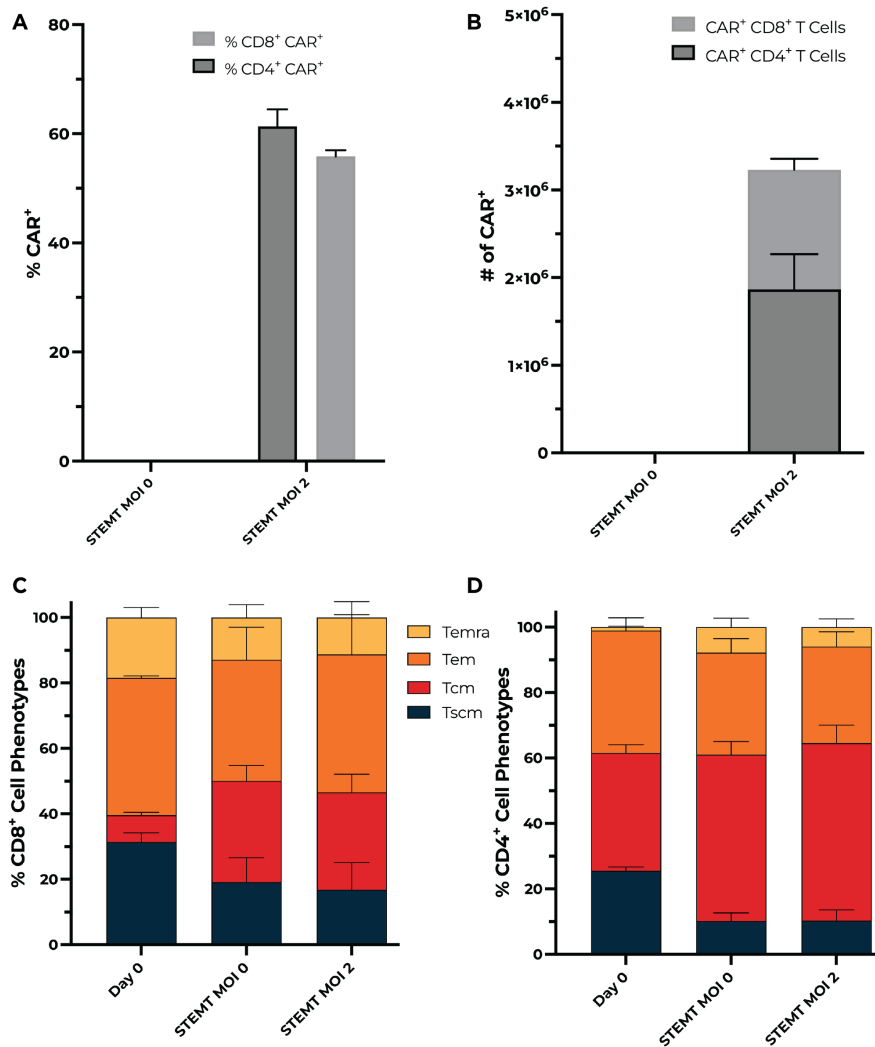 A
80
60
40
20
0
% CAR⁺
% CD8⁺ CAR⁺
% CD4⁺ CAR⁺
STEMT MOI 0
STEMT MOI 2
B
5×10⁶
4×10⁶
3×10⁶
2×10⁶
1×10⁶
0
# of CAR⁺
CAR⁺ CD8⁺ T Cells
CAR⁺ CD4⁺ T Cells
STEMT MOI 0
STEMT MOI 2
C
100
80
60
40
20
0
% CD8⁺ Cell Phenotypes
Day 0
STEMT MOI 0
STEMT MOI 2
Temra
Tem
Tcm
Tscm
D
100
80
60
40
20
0
% CD4⁺ Cell Phenotypes
Day 0
STEMT MOI 0
STEMT MOI 2